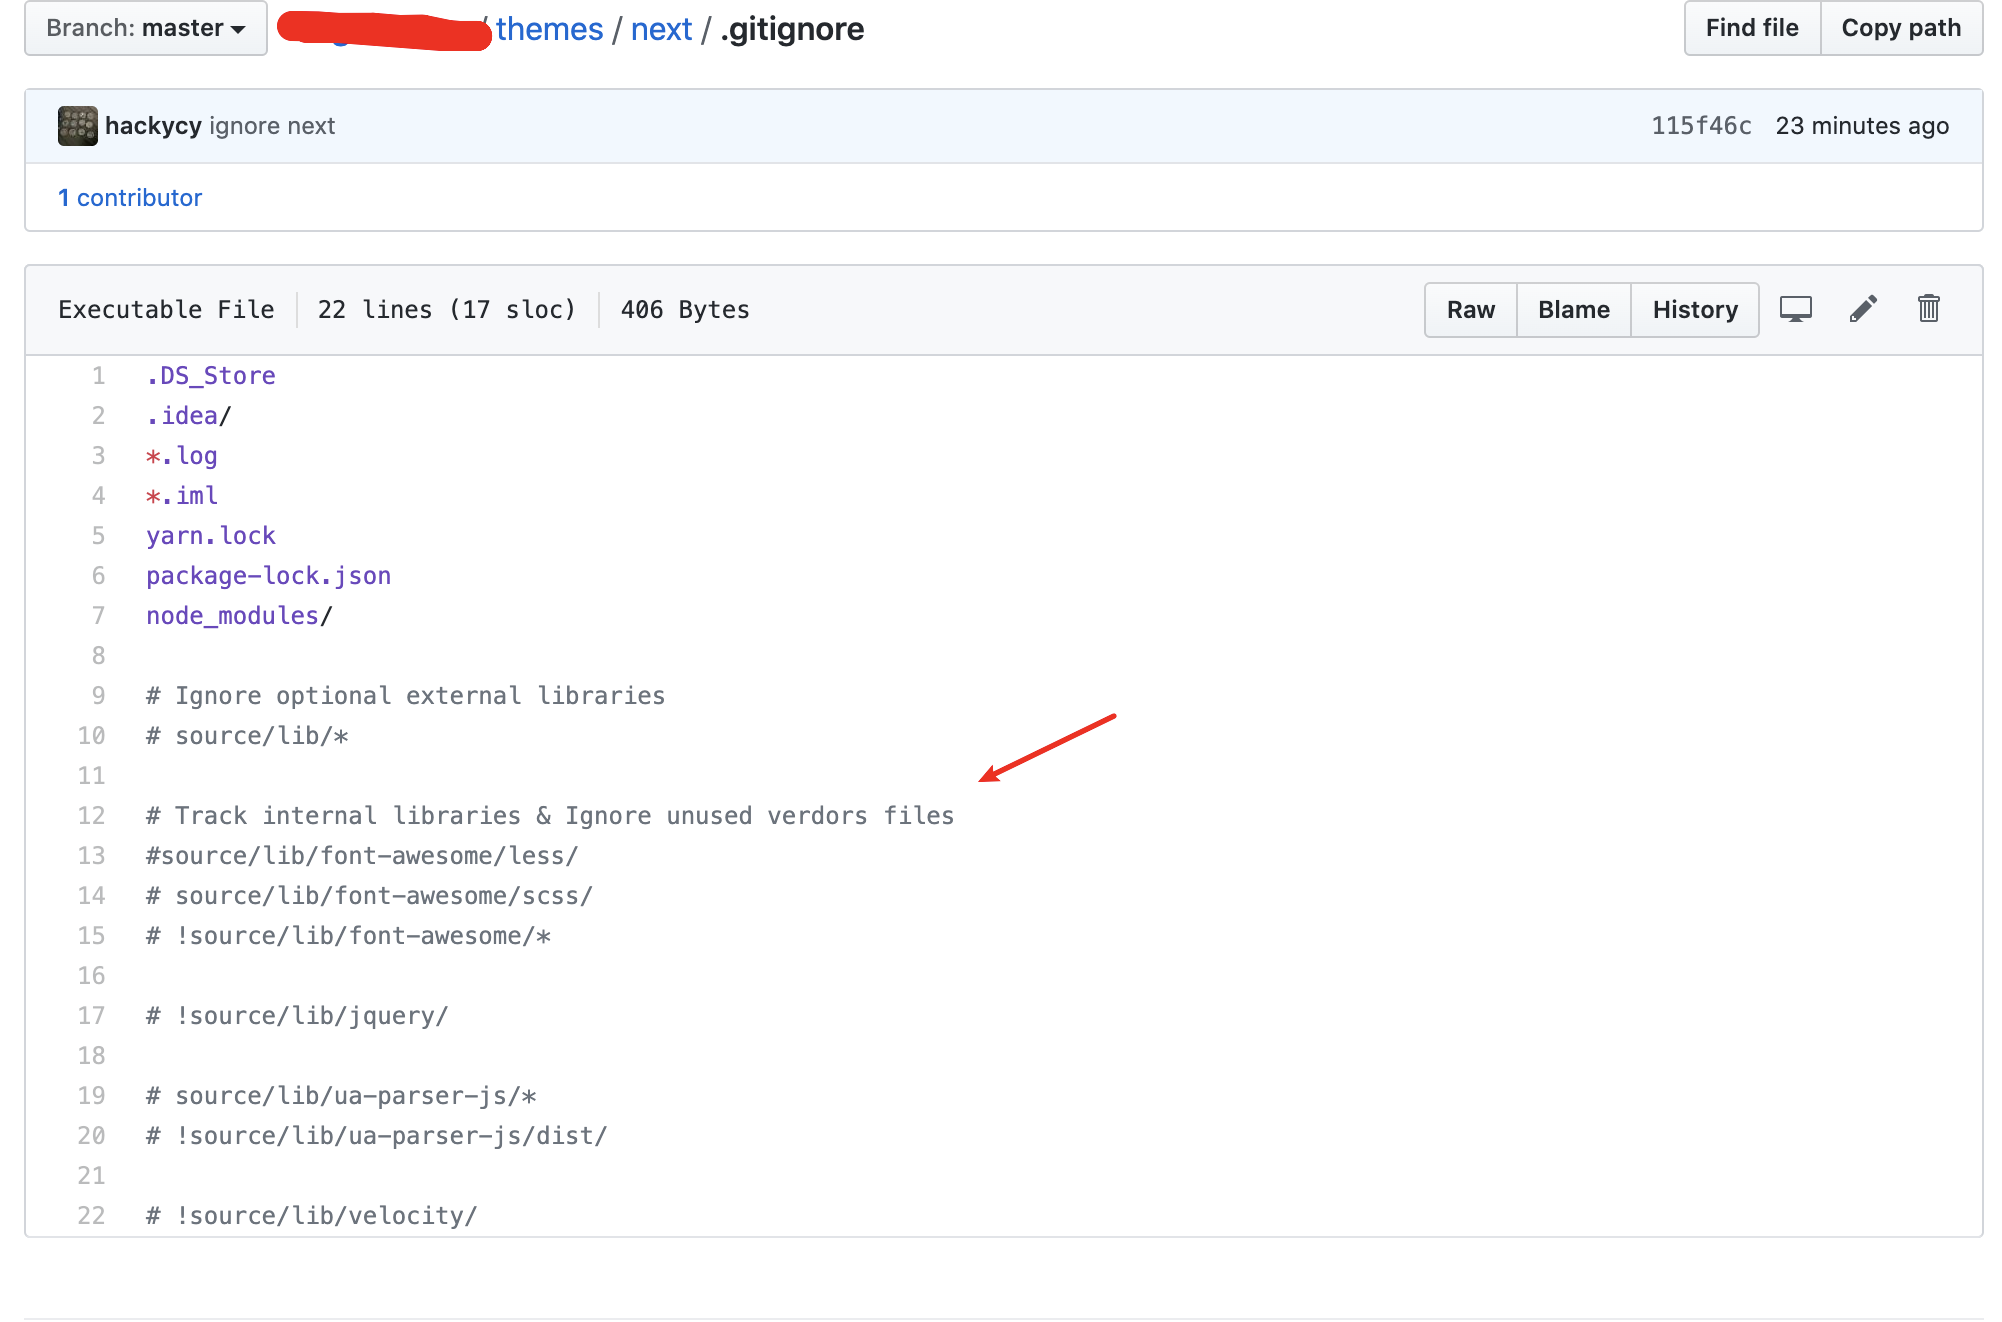 Branch: master / themes / next / .gitignore Find file Copy path
hackycy ignore next 115f46c 23 minutes ago
1 contributor
Executable File 22 lines (17 sloc) 406 Bytes Raw Blame History
1 .DS_Store
2 .idea/
3 *.log
4 *.iml
5 yarn.lock
6 package-lock.json
7 node_modules/
8
9 # Ignore optional external libraries
10 # source/lib/*
11
12 # Track internal libraries & Ignore unused verdors files
13 #source/lib/font-awesome/less/
14 # source/lib/font-awesome/scss/
15 # !source/lib/font-awesome/*
16
17 # !source/lib/jquery/
18
19 # source/lib/ua-parser-js/*
20 # !source/lib/ua-parser-js/dist/
21
22 # !source/lib/velocity/